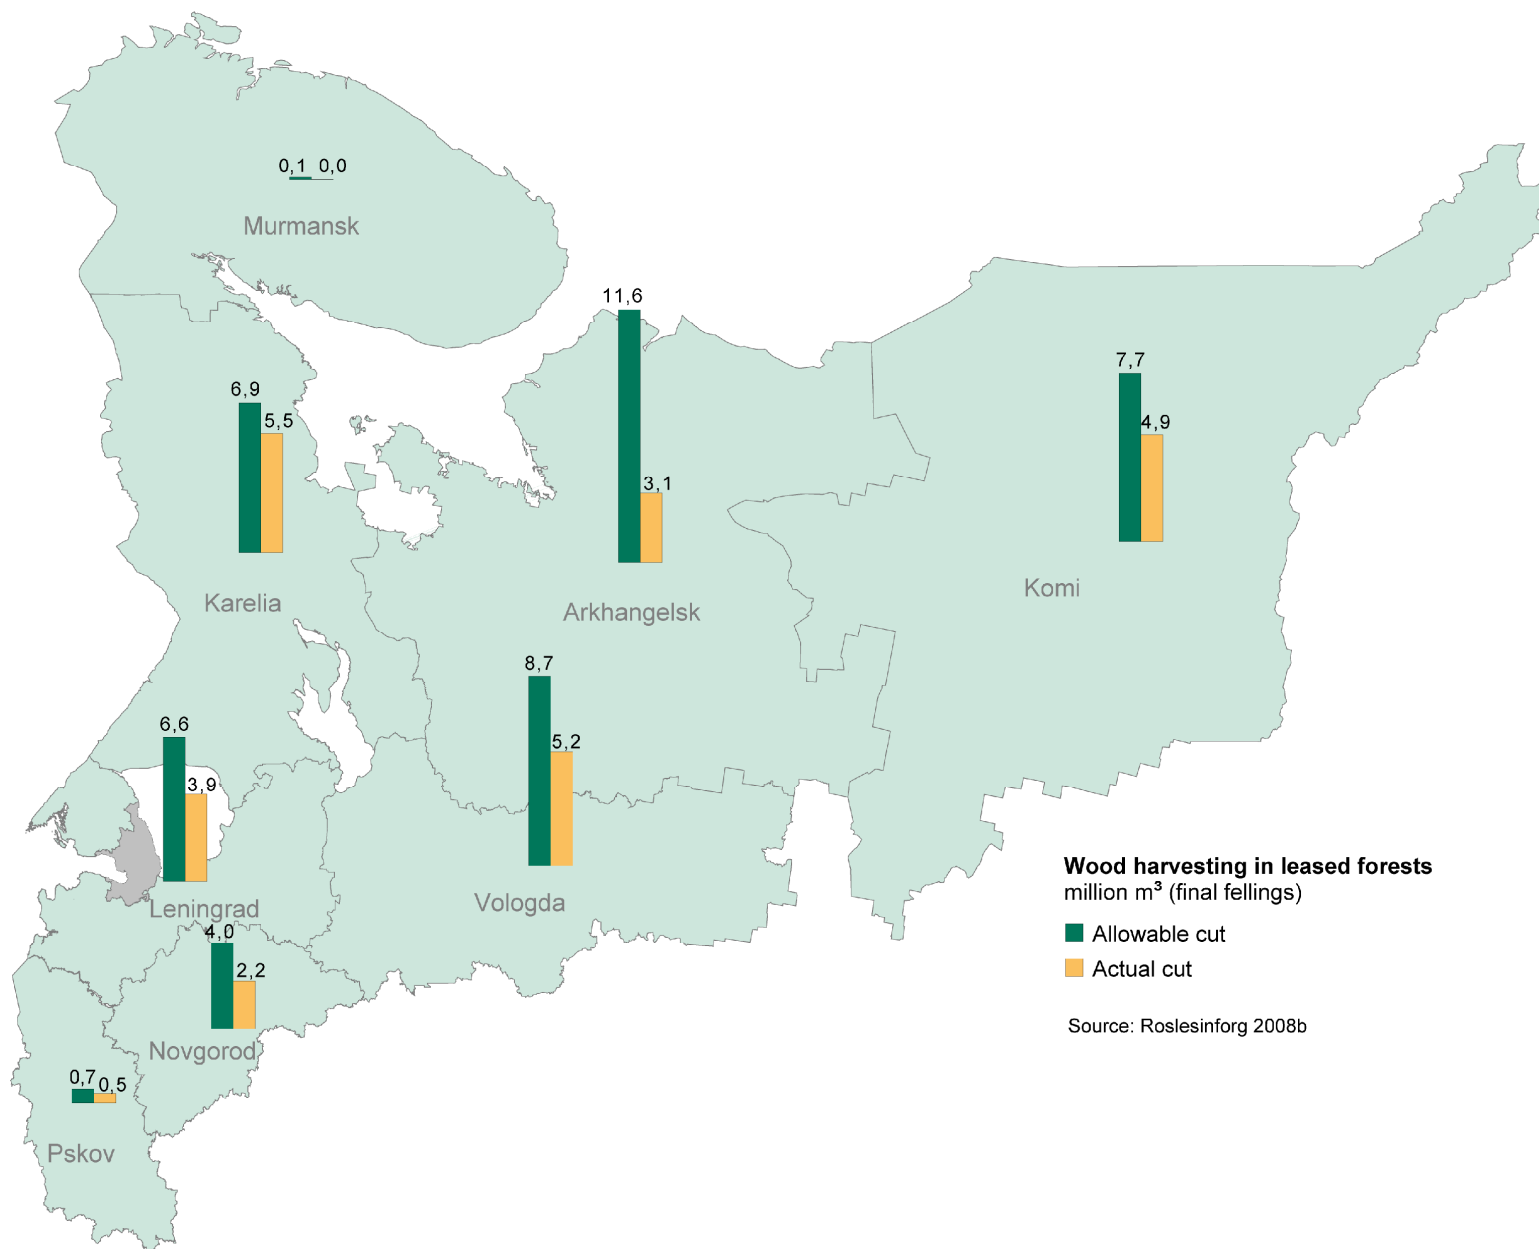 0,1 0,0
Murmansk
11,6
3,1
Arkhangelsk
7,7
4,9
Komi
6,9
5,5
Karelia
8,7
5,2
Vologda
6,6
3,9
Leningrad
4,0
2,2
Novgorod
0,7
0,5
Pskov
Wood harvesting in leased forests
million m³ (final fellings)
Allowable cut
Actual cut
Source: Roslesinforg 2008b